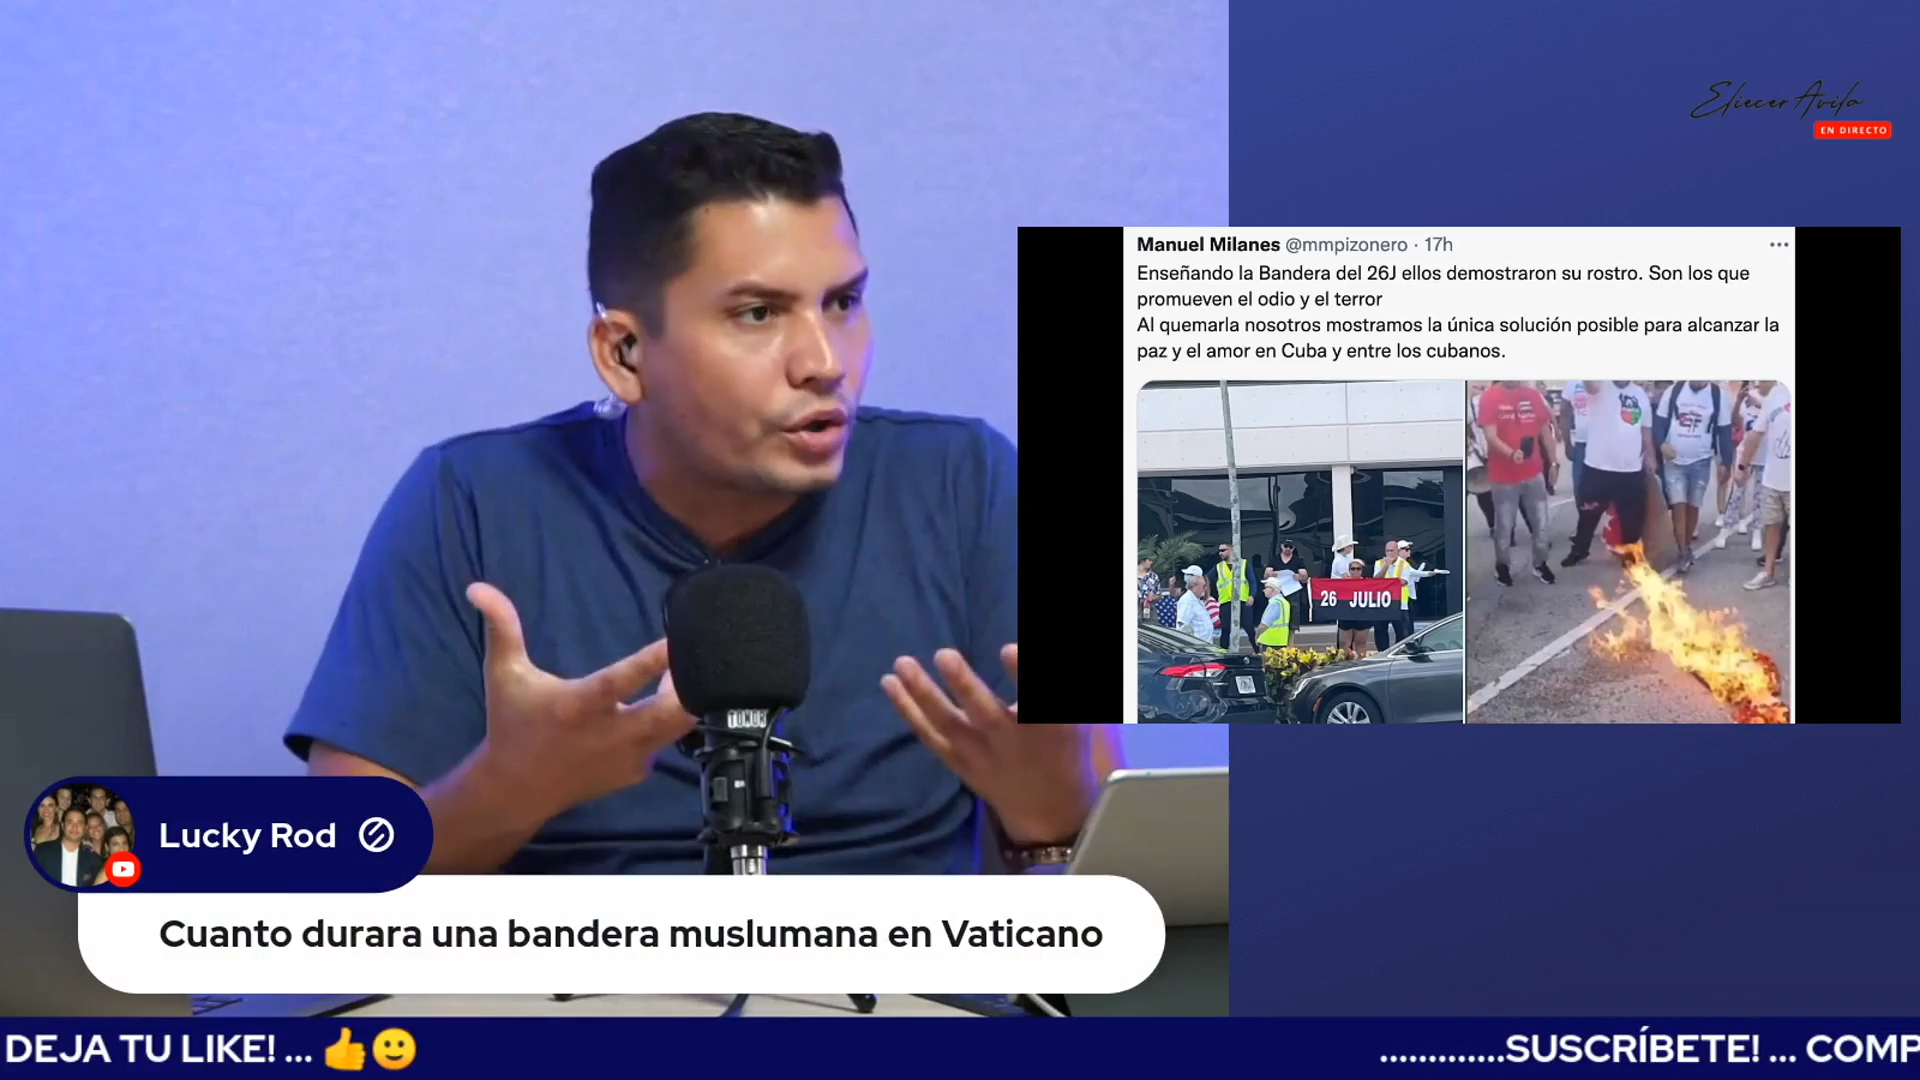 Eliecer Avila
EN DIRECTO
Manuel Milanes @mmpizonero · 17h
Enseñando la Bandera del 26J ellos demostraron su rostro. Son los que
promueven el odio y el terror
Al quemarla nosotros mostramos la única solución posible para alcanzar la
paz y el amor en Cuba y entre los cubanos.
26 JULIO
TONOR
Lucky Rod
Cuanto durara una bandera muslumana en Vaticano
DEJA TU LIKE! ... 👍🙂
.............SUSCRÍBETE! ... COMP